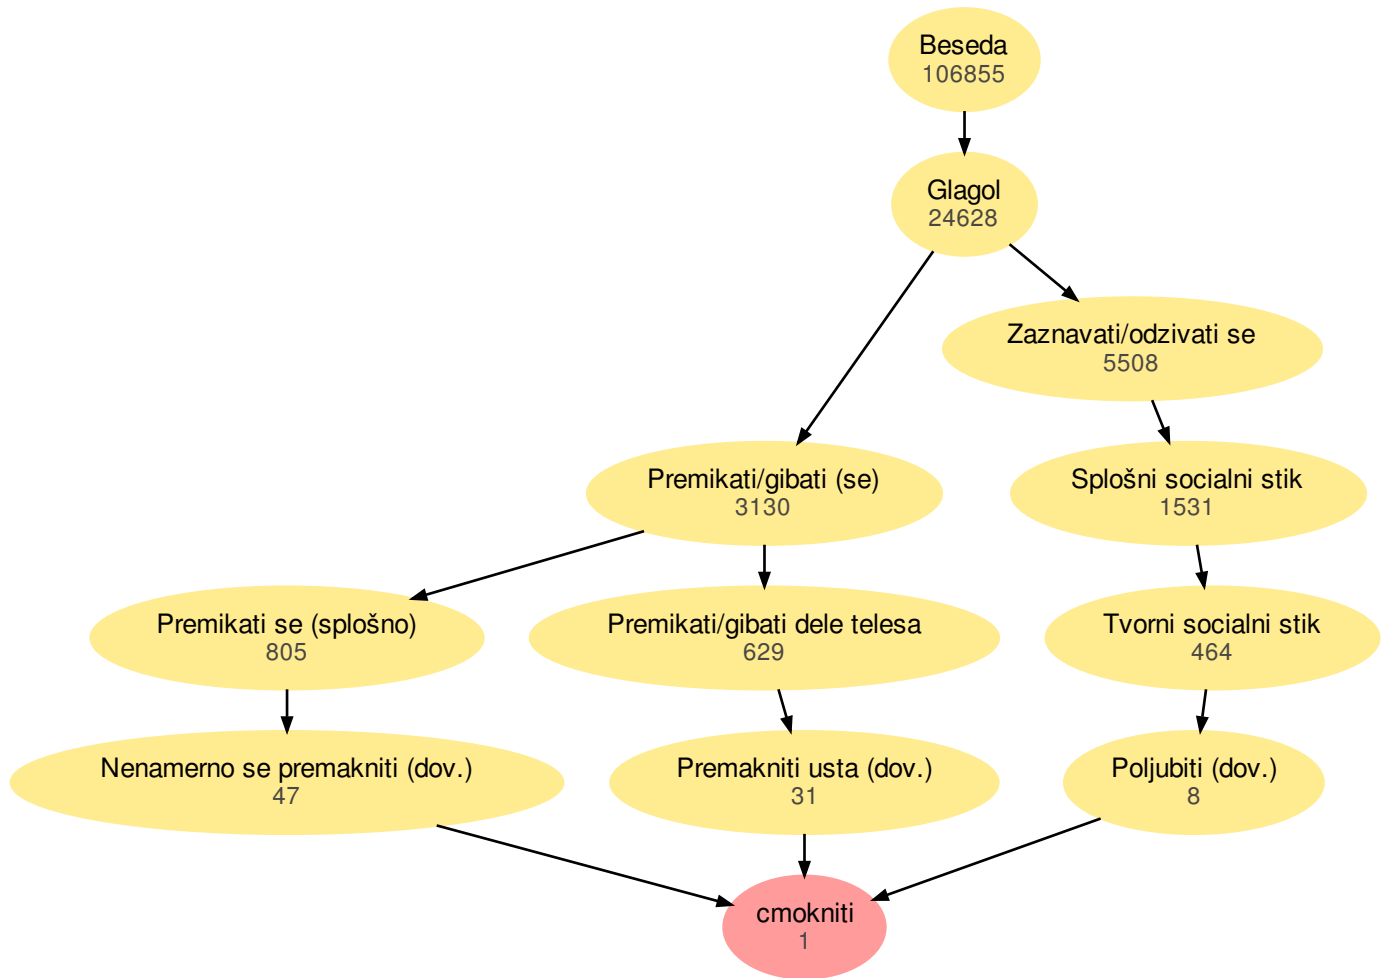 Beseda
106855
Glagol
24628
Zaznavati/odzivati se
5508
Premikati/gibati (se)
3130
Splošni socialni stik
1531
Premikati se (splošno)
805
Premikati/gibati dele telesa
629
Tvorni socialni stik
464
Nenamerno se premakniti (dov.)
47
Premakniti usta (dov.)
31
Poljubiti (dov.)
8
cmokniti
1